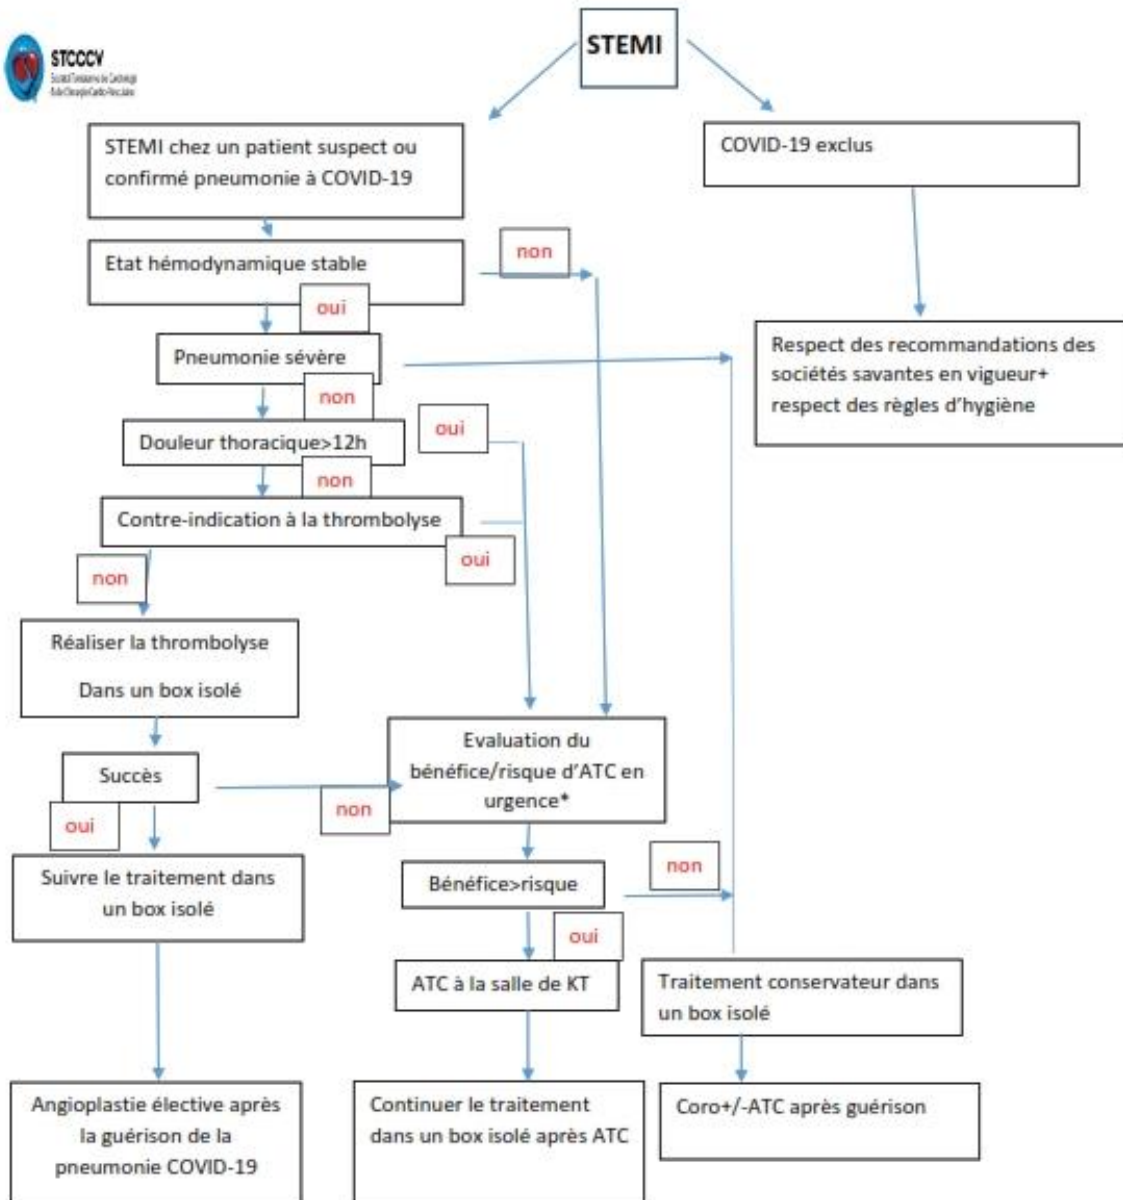 STEMI
STCCCV
STEMI chez un patient suspect ou
confirmé pneumonie à COVID-19
COVID-19 exclus
Etat hémodynamique stable
non
oui
Pneumonie sévère
Respect des recommandations des
sociétés savantes en vigueur+
respect des règles d'hygiène
non
Douleur thoracique>12h
oui
non
Contre-indication à la thrombolyse
oui
non
Réaliser la thrombolyse
Dans un box isolé
Evaluation du
bénéfice/risque d'ATC en
urgence*
Succès
non
oui
Suivre le traitement dans
un box isolé
Bénéfice>risque
non
oui
ATC à la salle de KT
Traitement conservateur dans
un box isolé
Angioplastie élective après
la guérison de la
pneumonie COVID-19
Continuer le traitement
dans un box isolé après ATC
Coro+/-ATC après guérison